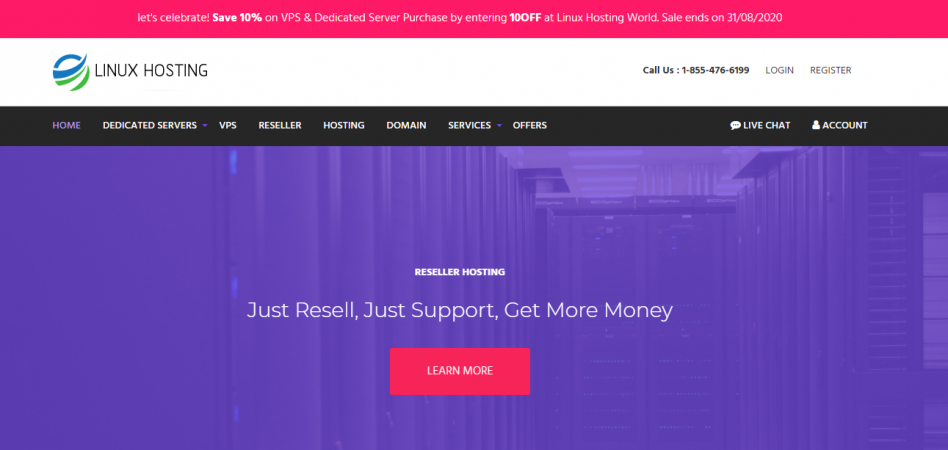 let's celebrate! Save 10% on VPS & Dedicated Server Purchase by entering 10OFF at Linux Hosting World. Sale ends on 31/08/2020
LINUX HOSTING
Call Us : 1-855-476-6199 LOGIN REGISTER
HOME DEDICATED SERVERS VPS RESELLER HOSTING DOMAIN SERVICES OFFERS LIVE CHAT ACCOUNT
RESELLER HOSTING
Just Resell, Just Support, Get More Money
LEARN MORE